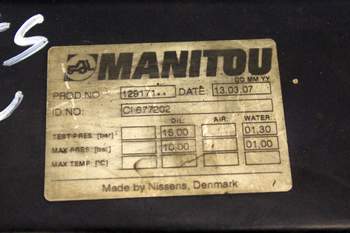 MANITOU
DD MM YY
PROD.NO. 129171.. DATE: 13.03.07
ID.NO: CI 677202
OIL: AIR: WATER
TEST PRES. [bar] 15.00 01.30
MAX PRES. [bar] 10.00 01.00
MAX TEMP. [°C]
Made by Nissens, Denmark